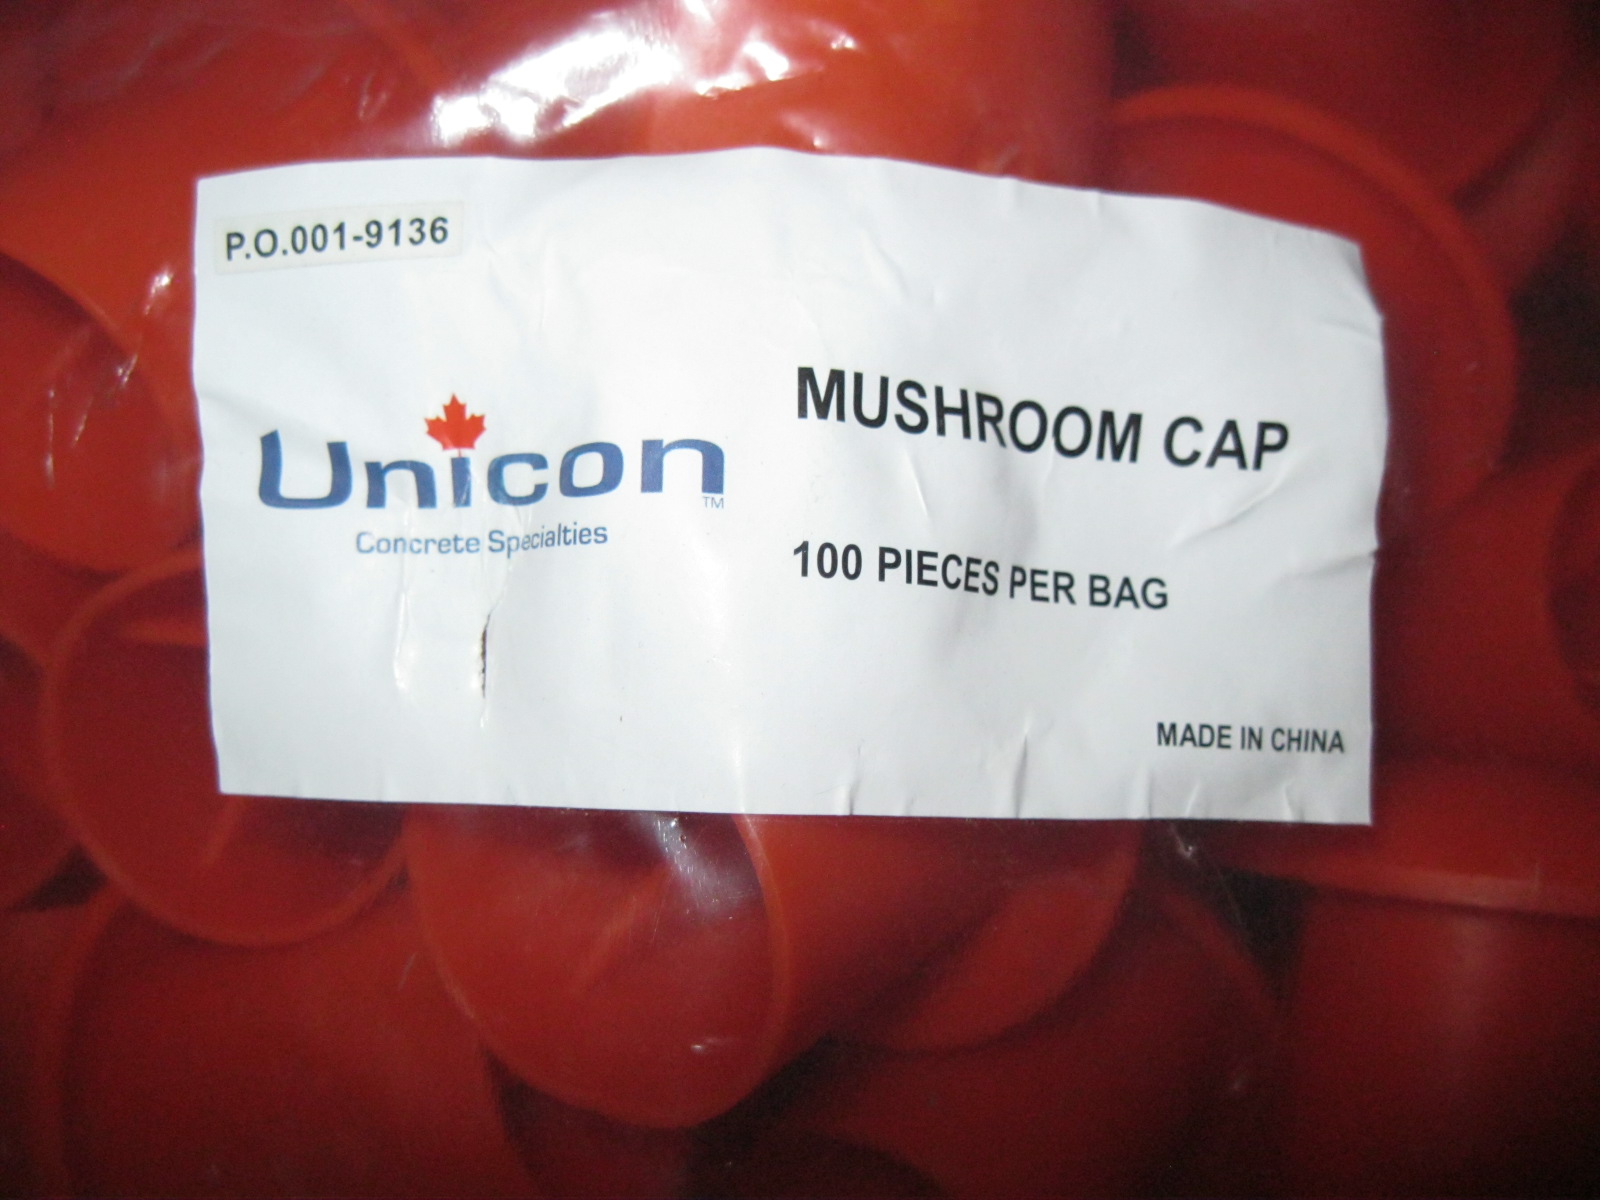 P.O.001-9136
Unicon
TM
Concrete Specialties
MUSHROOM CAP
100 PIECES PER BAG
MADE IN CHINA